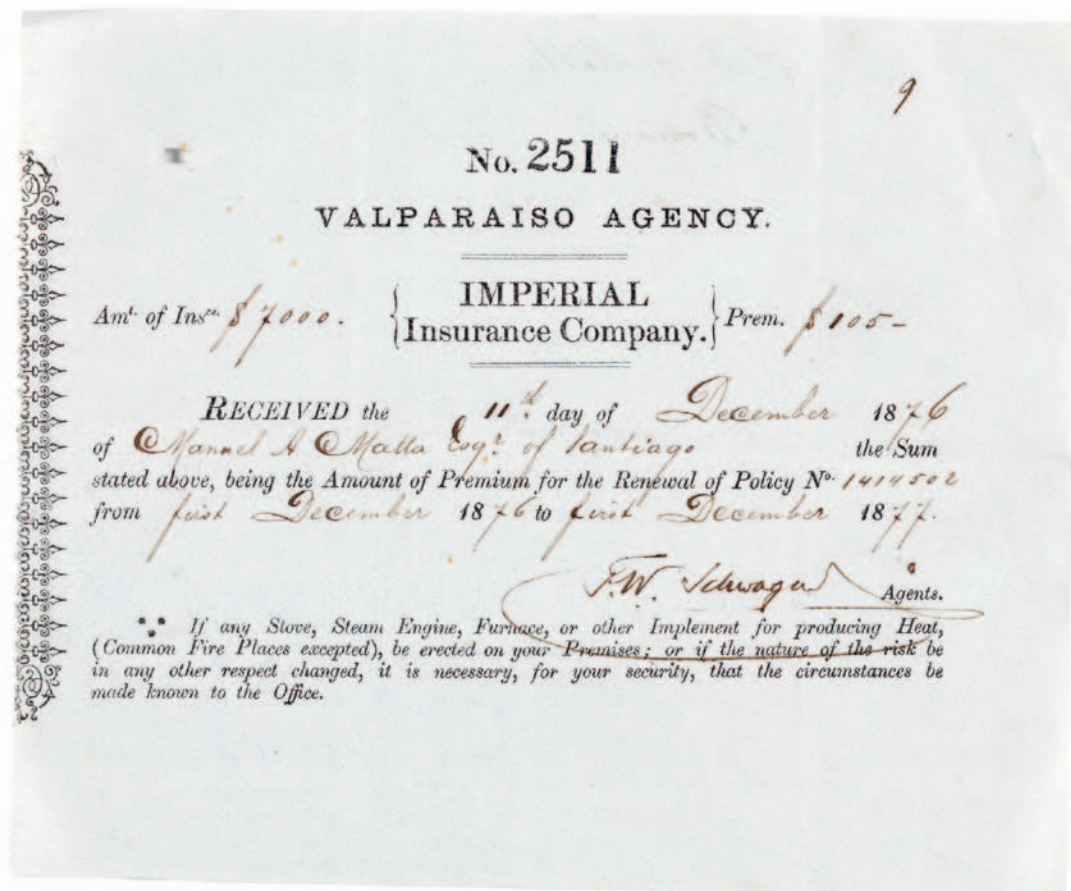 9
No. 2511
VALPARAISO AGENCY.
Amt. of Insce. $ 7000. { IMPERIAL Insurance Company. } Prem. $ 105-
RECEIVED the 11th. day of December 1876
of Manuel A Matta Esqr. of Santiago the Sum
stated above, being the Amount of Premium for the Renewal of Policy No. 1414502
from first December 1876 to first December 1877.
F.W. Schwager Agents.
If any Stove, Steam Engine, Furnace, or other Implement for producing Heat,
(Common Fire Places excepted), be erected on your Premises; or if the nature of the risk be
in any other respect changed, it is necessary, for your security, that the circumstances be
made known to the Office.